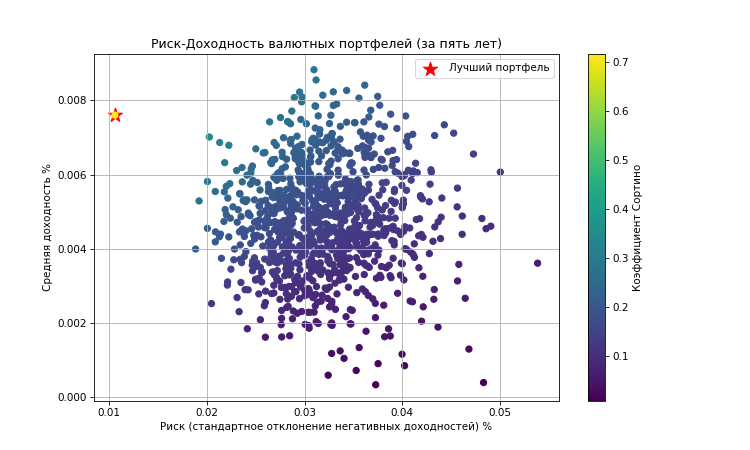 Риск-Доходность валютных портфелей (за пять лет)
Лучший портфель
Средняя доходность %
0.008
0.006
0.004
0.002
0.000
0.01 0.02 0.03 0.04 0.05
Риск (стандартное отклонение негативных доходностей) %
0.7
0.6
0.5
0.4
0.3
0.2
0.1
Коэффициент Сортино